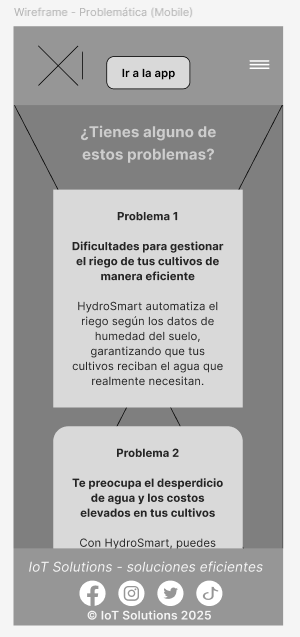 Wireframe - Problemática (Mobile)
Ir a la app
¿Tienes alguno de
estos problemas?
Problema 1
Dificultades para gestionar
el riego de tus cultivos de
manera eficiente
HydroSmart automatiza el
riego según los datos de
humedad del suelo,
garantizando que tus
cultivos reciban el agua que
realmente necesitan.
Problema 2
Te preocupa el desperdicio
de agua y los costos
elevados en tus cultivos
Con HydroSmart, puedes
IoT Solutions - soluciones eficientes
© IoT Solutions 2025